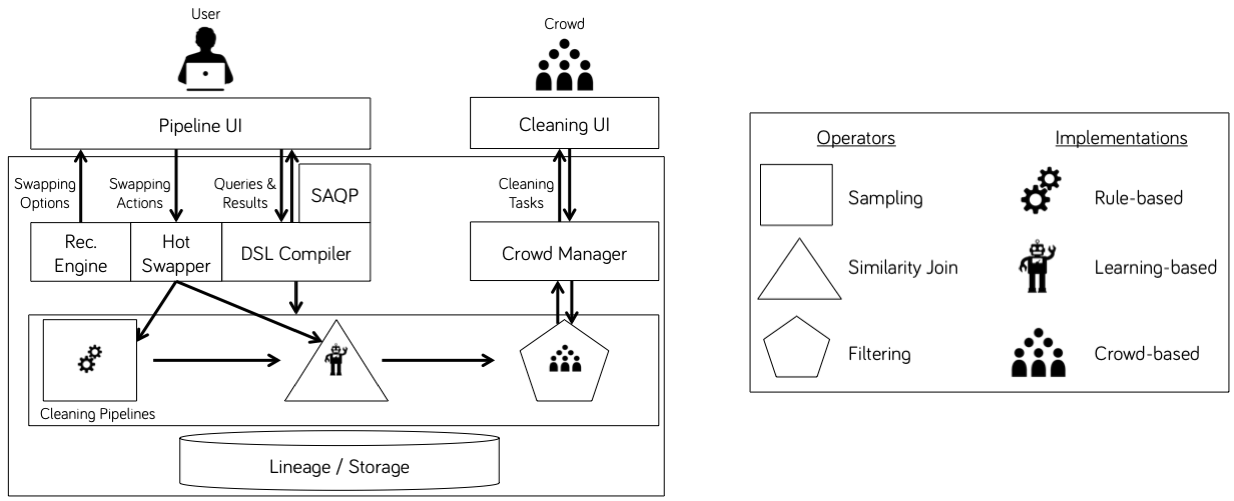 User
Crowd
Pipeline UI
Cleaning UI
Swapping
Options
Swapping
Actions
Queries &
Results
SAQP
Cleaning
Tasks
Rec.
Engine
Hot
Swapper
DSL Compiler
Crowd Manager
Cleaning Pipelines
Lineage / Storage
Operators
Implementations
Sampling
Rule-based
Similarity Join
Learning-based
Filtering
Crowd-based